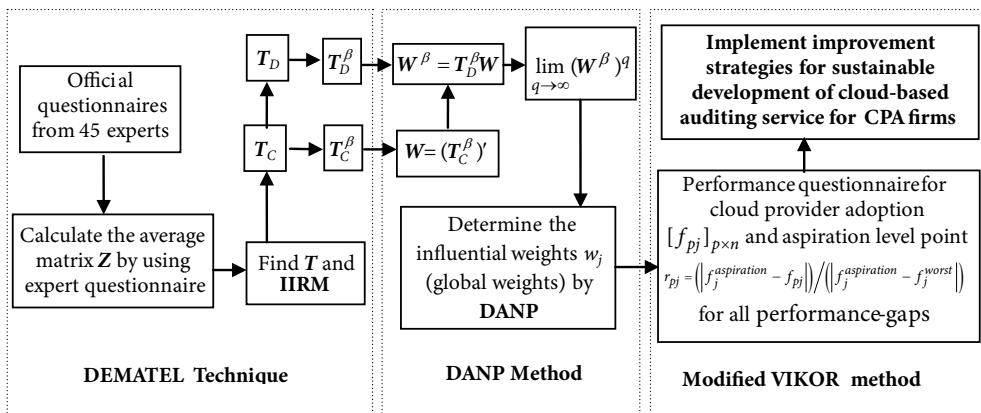 Official
questionnaires
from 45 experts
Calculate the average
matrix Z by using
expert questionnaire
Find T and
IIRM
T_C
T_D
T_C^β
T_D^β
DEMATEL Technique
W^β = T_D^β W
W = (T_C^β)′
lim (W^β)^q
q→∞
Determine the
influential weights w_j
(global weights) by
DANP
DANP Method
Implement improvement
strategies for sustainable
development of cloud-based
auditing service for CPA firms
Performance questionnaire for
cloud provider adoption
[f_pj]_p×n and aspiration level point
r_pj = (|f_j^aspiration − f_pj|)/(|f_j^aspiration − f_j^worst|)
for all performance-gaps
Modified VIKOR method